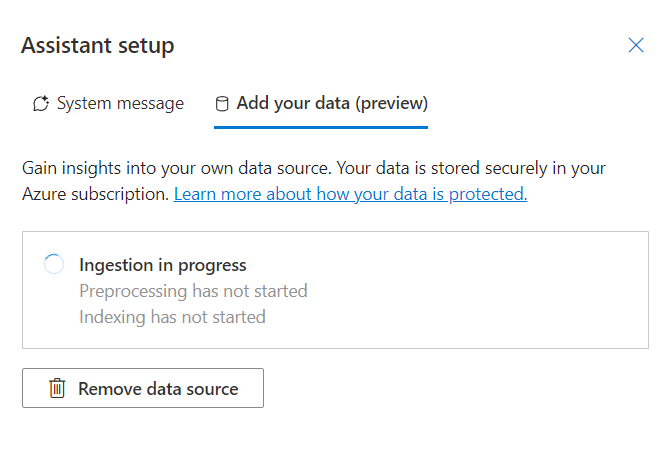 Assistant setup
System message
Add your data (preview)
Gain insights into your own data source. Your data is stored securely in your
Azure subscription. Learn more about how your data is protected.
Ingestion in progress
Preprocessing has not started
Indexing has not started
Remove data source